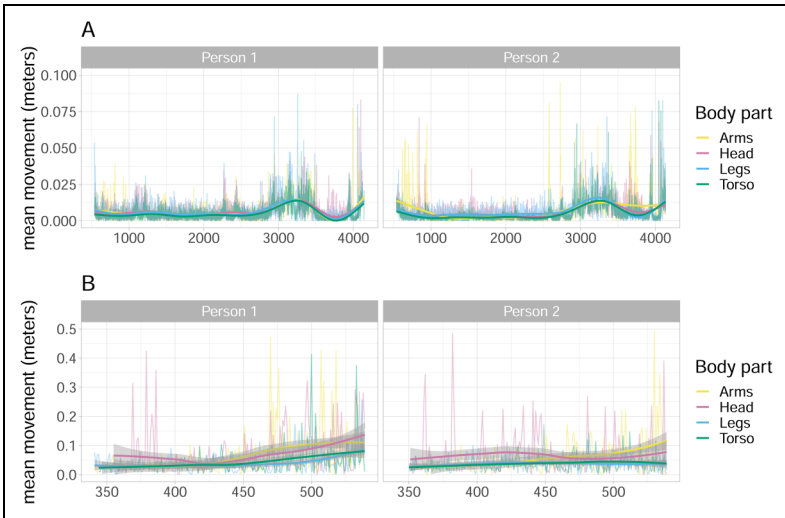 A
Person 1 Person 2
mean movement (meters)
0.100
0.075
0.050
0.025
0.000
1000 2000 3000 4000 1000 2000 3000 4000
Body part
Arms
Head
Legs
Torso
B
Person 1 Person 2
mean movement (meters)
0.5
0.4
0.3
0.2
0.1
0.0
350 400 450 500 350 400 450 500
Body part
Arms
Head
Legs
Torso